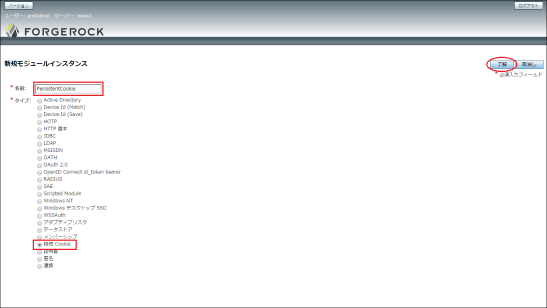 バージョン
ログアウト
ユーザー: amAdmin サーバー: www1
FORGEROCK
新規モジュールインスタンス
了解
取消し
* 必須入力フィールド
* 名前: PersistentCookie
* タイプ: Active Directory
Device Id (Match)
Device Id (Save)
HOTP
HTTP 基本
JDBC
LDAP
MSISDN
OATH
OAuth 2.0
OpenID Connect id_token bearer
RADIUS
SAE
Scripted Module
Windows NT
Windows デスクトップ SSO
WSSAuth
アダプティブリスク
データストア
メンバーシップ
持続 Cookie
証明書
匿名
連携